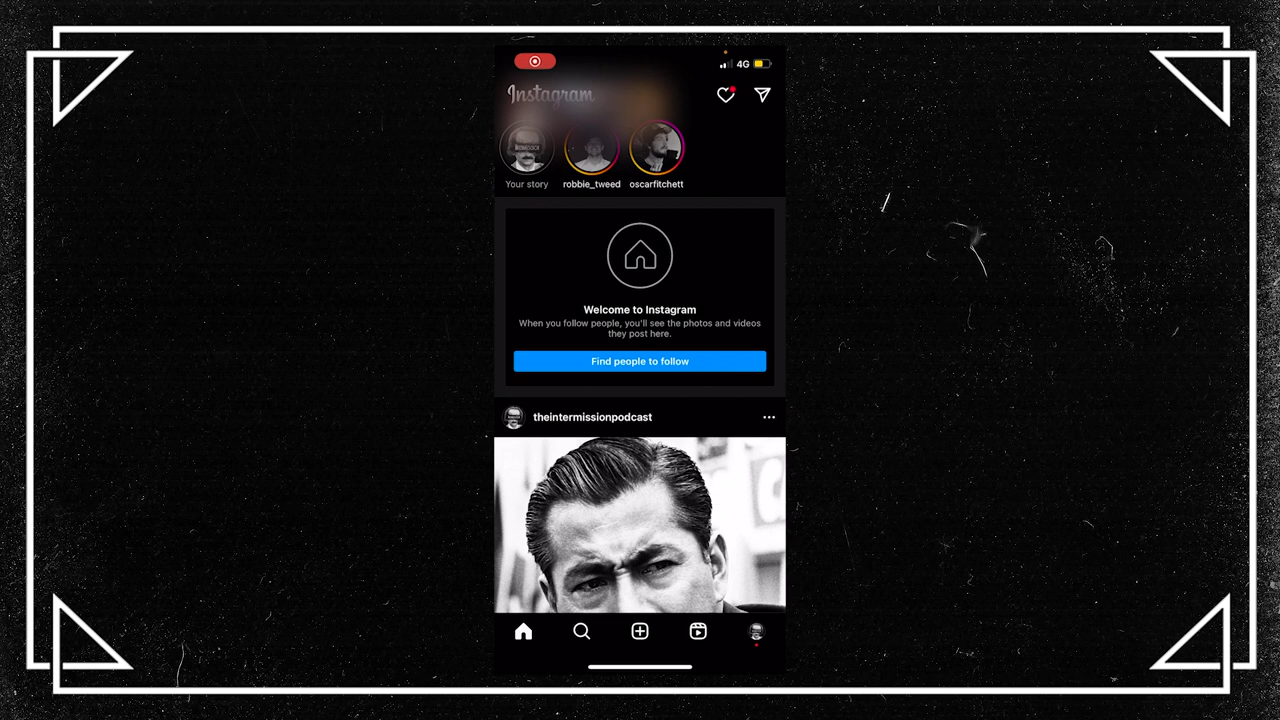 4G
Instagram
Your story
robbie_tweed
oscarfitchett
Welcome to Instagram
When you follow people, you'll see the photos and videos
they post here.
Find people to follow
theintermissionpodcast